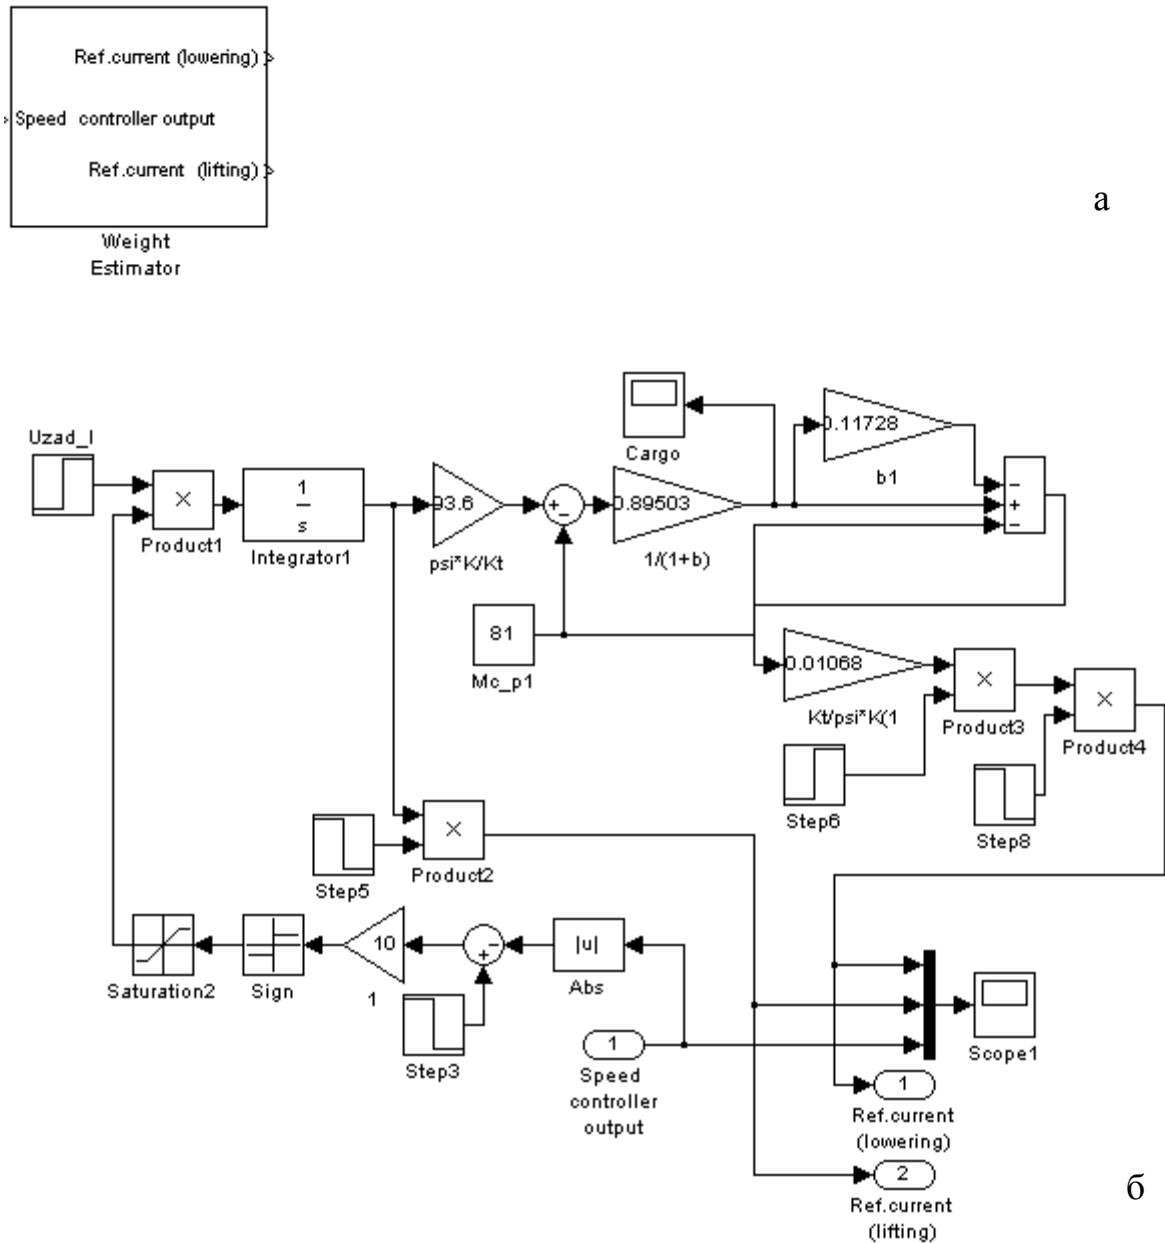 Ref.current (lowering)
Speed controller output
Ref.current (lifting)
Weight
Estimator
а
Uzad_I
Product1
1
s
Integrator1
93.6
psi*K/Kt
+
−
Cargo
0.89503
1/(1+b)
0.11728
b1
−
+
−
81
Mc_p1
0.01068
Kt/psi*K(1
×
Product3
×
Product4
Step6
Step8
×
Step5
Product2
Saturation2
Sign
10
1
−
+
Step3
|u|
Abs
1
Speed
controller
output
Scope1
1
Ref.current
(lowering)
2
Ref.current
(lifting)
б